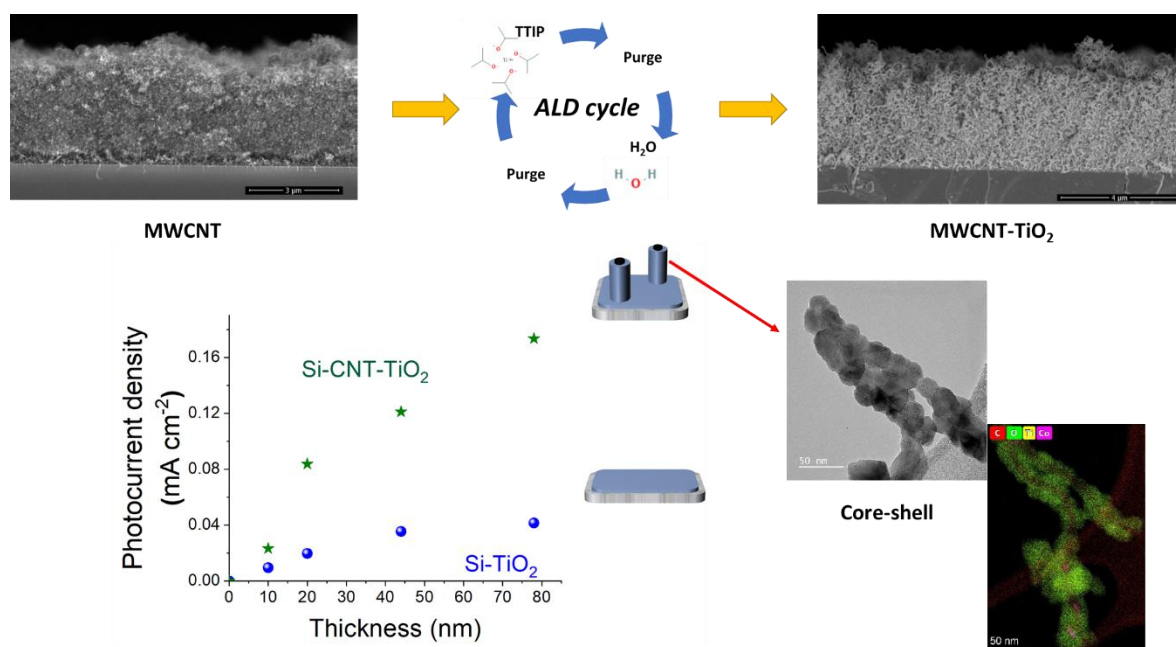 TTIP
Ti 4+
O⁻
O⁻
O⁻
O⁻
Purge
ALD cycle
H₂O
H H
O
Purge
3 µm
4 µm
MWCNT
MWCNT-TiO₂
Photocurrent density
(mA cm⁻²)
0.16
0.12
0.08
0.04
0.00
Si-CNT-TiO₂
Si-TiO₂
0 10 20 30 40 50 60 70 80
Thickness (nm)
50 nm
Core-shell
C O Ti Co
50 nm